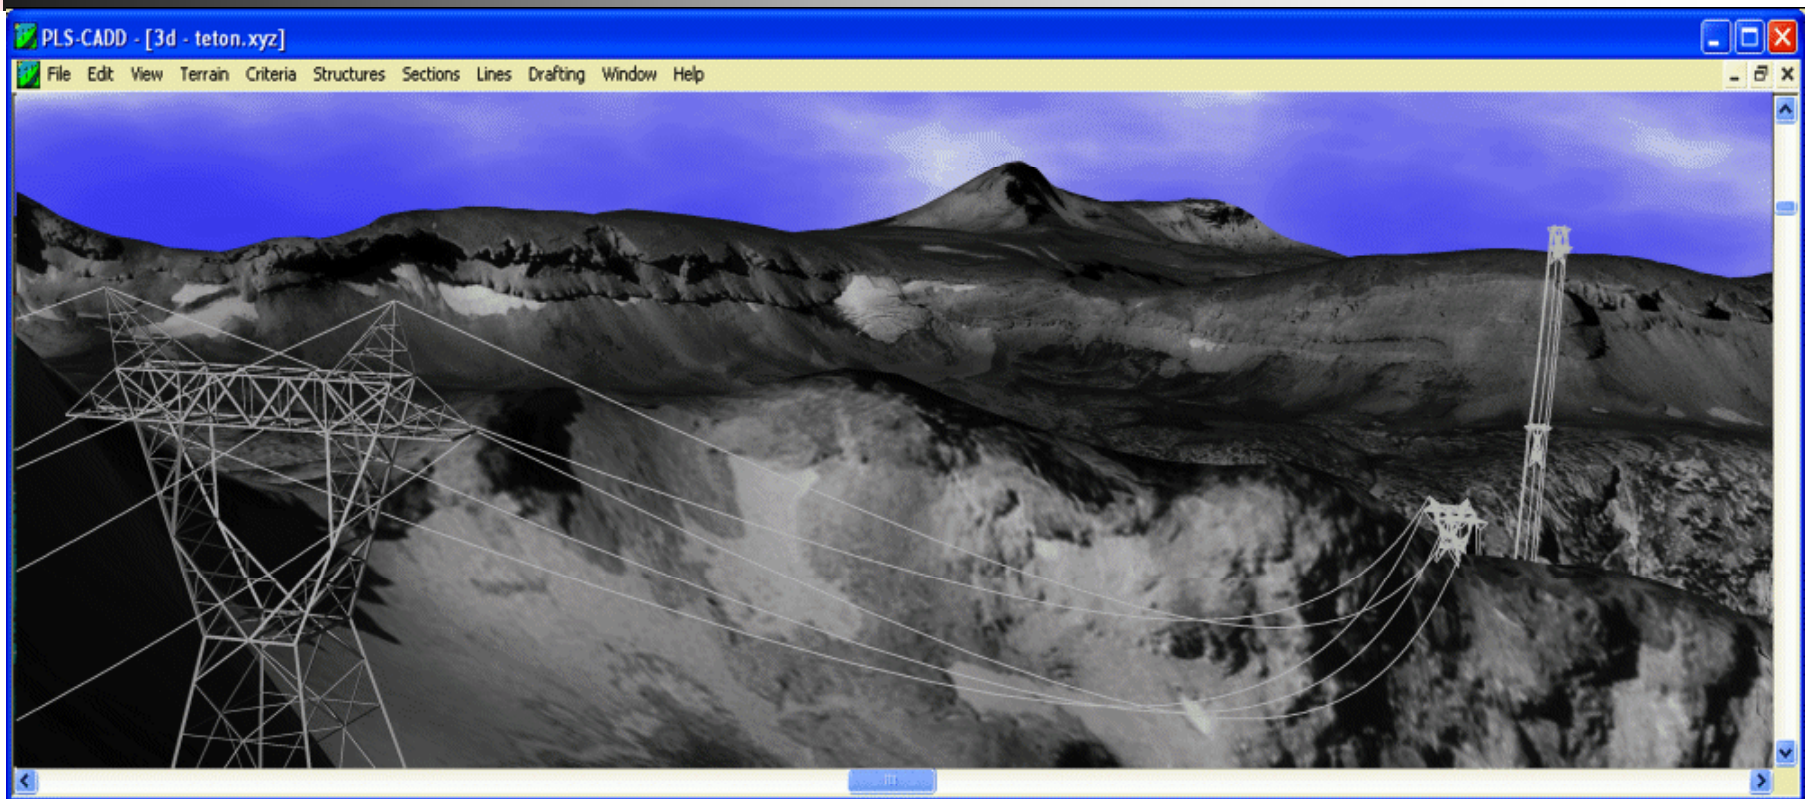 PLS-CADD - [3d - teton.xyz]
File Edit View Terrain Criteria Structures Sections Lines Drafting Window Help